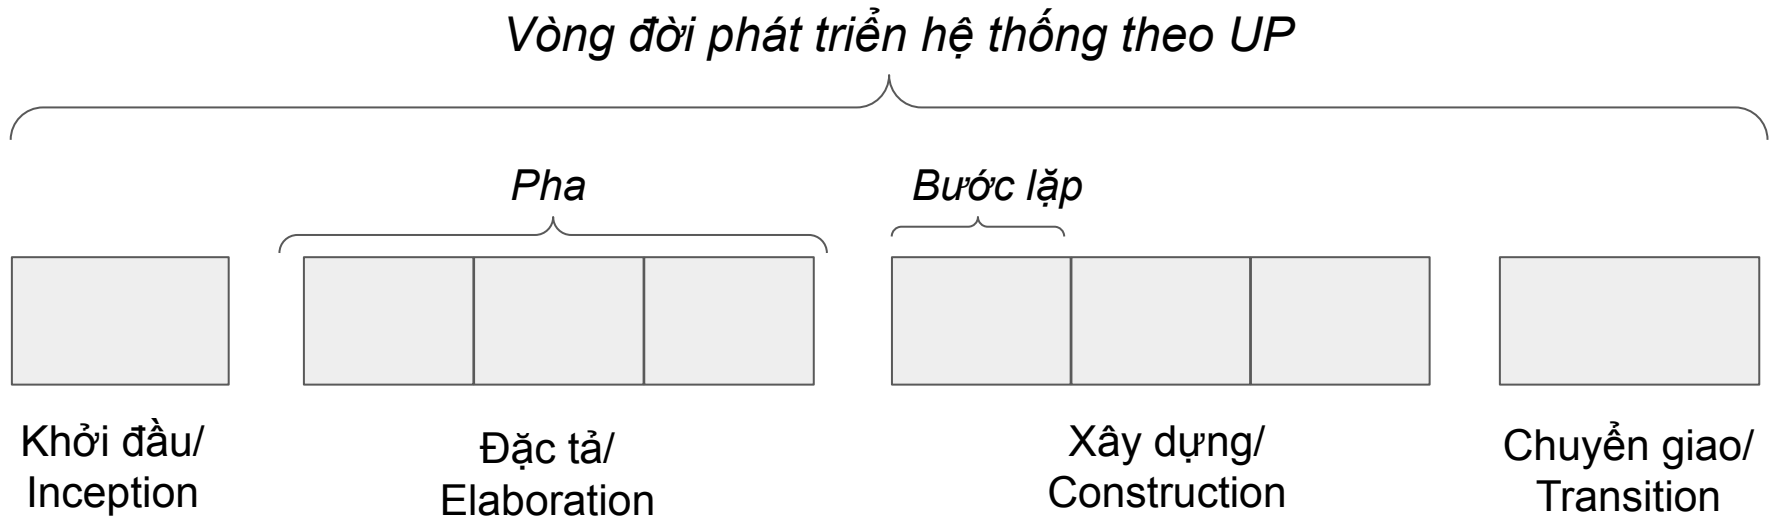 Vòng đời phát triển hệ thống theo UP
Pha
Bước lặp
Khởi đầu/
Inception
Đặc tả/
Elaboration
Xây dựng/
Construction
Chuyển giao/
Transition